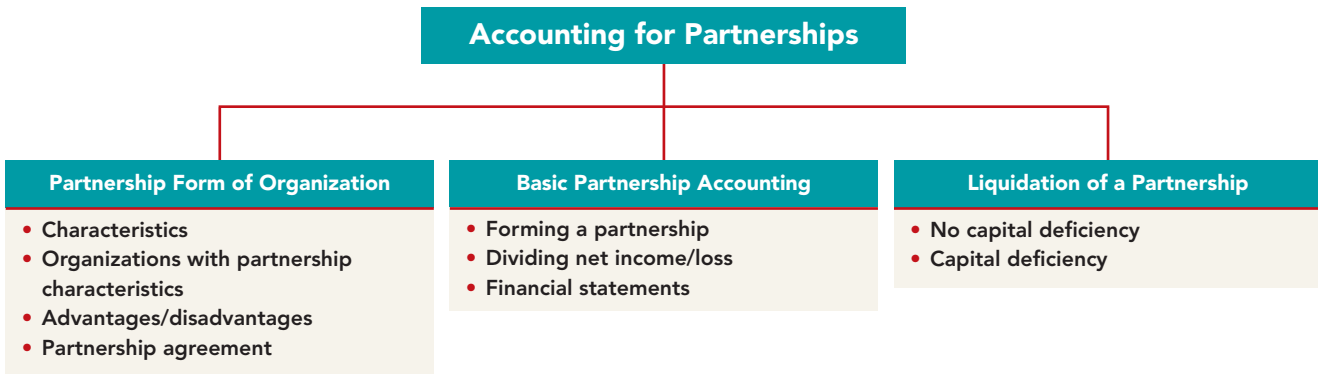 Accounting for Partnerships
Partnership Form of Organization
• Characteristics
• Organizations with partnership
characteristics
• Advantages/disadvantages
• Partnership agreement
Basic Partnership Accounting
• Forming a partnership
• Dividing net income/loss
• Financial statements
Liquidation of a Partnership
• No capital deficiency
• Capital deficiency